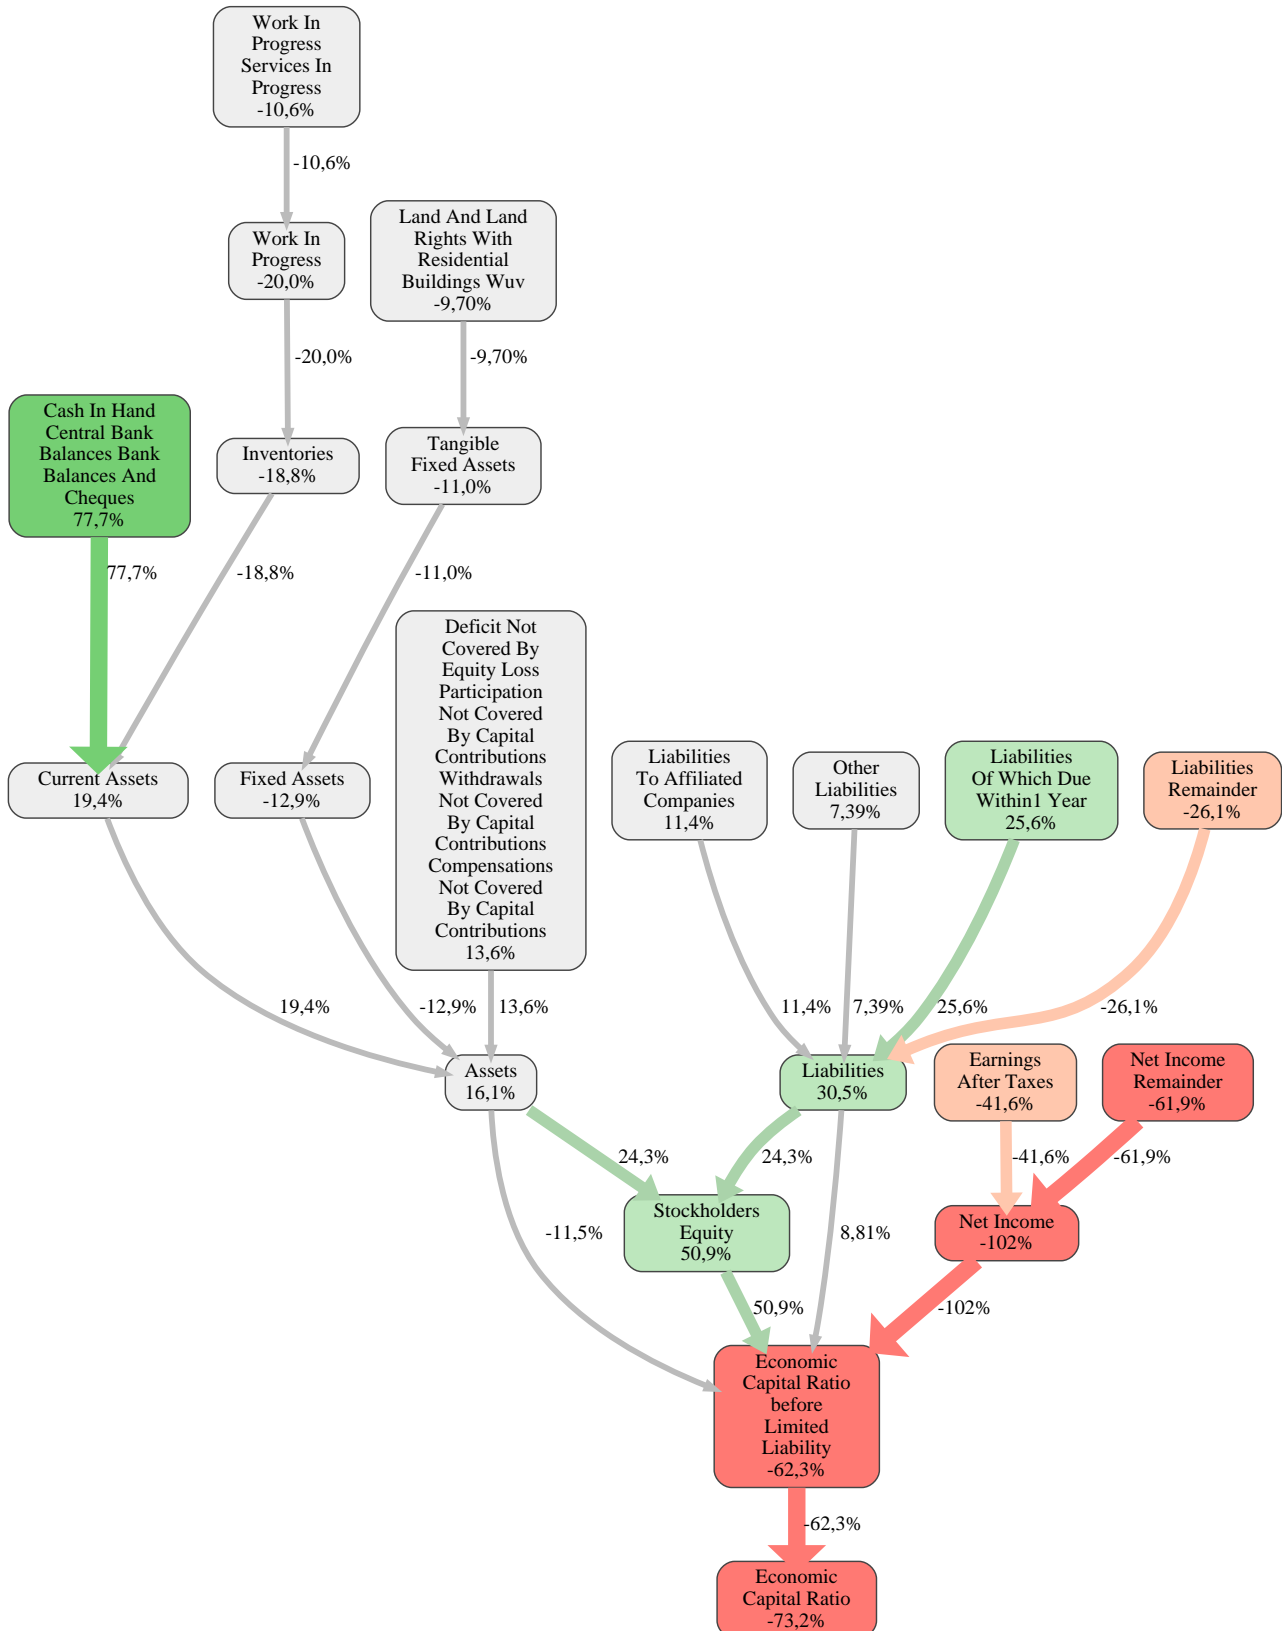 Work In
Progress
Services In
Progress
-10,6%
-10,6%
Work In
Progress
-20,0%
Land And Land
Rights With
Residential
Buildings Wuv
-9,70%
-20,0%
-9,70%
Cash In Hand
Central Bank
Balances Bank
Balances And
Cheques
77,7%
Inventories
-18,8%
Tangible
Fixed Assets
-11,0%
77,7%
-18,8%
-11,0%
Deficit Not
Covered By
Equity Loss
Participation
Not Covered
By Capital
Contributions
Withdrawals
Not Covered
By Capital
Contributions
Compensations
Not Covered
By Capital
Contributions
13,6%
Current Assets
19,4%
Fixed Assets
-12,9%
Liabilities
To Affiliated
Companies
11,4%
Other
Liabilities
7,39%
Liabilities
Of Which Due
Within1 Year
25,6%
Liabilities
Remainder
-26,1%
19,4%
-12,9%
13,6%
11,4%
7,39%
25,6%
-26,1%
Assets
16,1%
Liabilities
30,5%
Earnings
After Taxes
-41,6%
Net Income
Remainder
-61,9%
24,3%
24,3%
-41,6%
-61,9%
Stockholders
Equity
50,9%
Net Income
-102%
-11,5%
8,81%
50,9%
-102%
Economic
Capital Ratio
before
Limited
Liability
-62,3%
-62,3%
Economic
Capital Ratio
-73,2%